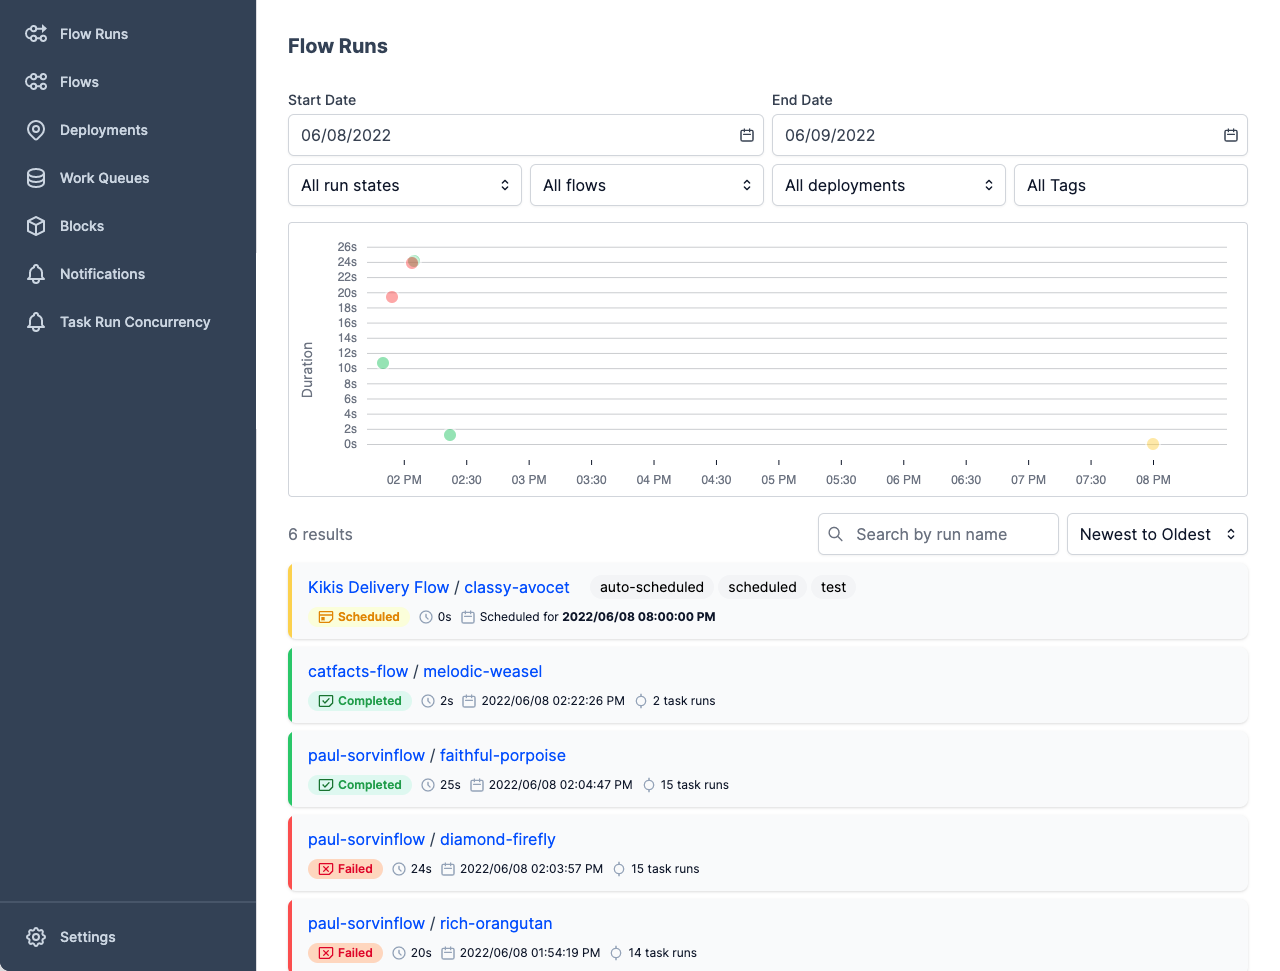 Flow Runs
Flows
Deployments
Work Queues
Blocks
Notifications
Task Run Concurrency
Settings
Flow Runs
Start Date
End Date
06/08/2022
06/09/2022
All run states
All flows
All deployments
All Tags
Duration
26s
24s
22s
20s
18s
16s
14s
12s
10s
8s
6s
4s
2s
0s
02 PM 02:30 03 PM 03:30 04 PM 04:30 05 PM 05:30 06 PM 06:30 07 PM 07:30 08 PM
6 results
Search by run name
Newest to Oldest
Kikis Delivery Flow / classy-avocet auto-scheduled scheduled test
Scheduled 0s Scheduled for 2022/06/08 08:00:00 PM
catfacts-flow / melodic-weasel
Completed 2s 2022/06/08 02:22:26 PM 2 task runs
paul-sorvinflow / faithful-porpoise
Completed 25s 2022/06/08 02:04:47 PM 15 task runs
paul-sorvinflow / diamond-firefly
Failed 24s 2022/06/08 02:03:57 PM 15 task runs
paul-sorvinflow / rich-orangutan
Failed 20s 2022/06/08 01:54:19 PM 14 task runs